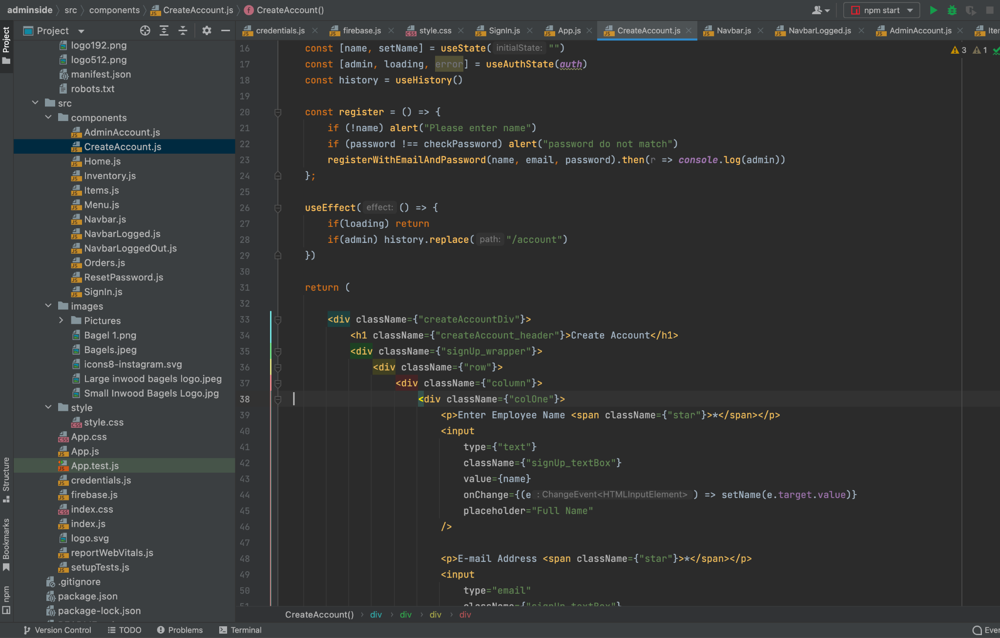 adminside src components CreateAccount.js CreateAccount() npm start
Project
credentials.js firebase.js style.css SignIn.js App.js CreateAccount.js Navbar.js NavbarLogged.js AdminAccount.js
Project
Structure
Bookmarks
npm
logo192.png
logo512.png
manifest.json
robots.txt
src
components
AdminAccount.js
CreateAccount.js
Home.js
Inventory.js
Items.js
Menu.js
Navbar.js
NavbarLogged.js
NavbarLoggedOut.js
Orders.js
ResetPassword.js
SignIn.js
images
Pictures
Bagel 1.png
Bagels.jpeg
icons8-instagram.svg
Large inwood bagels logo.jpeg
Small Inwood Bagels Logo.jpg
style
style.css
App.css
App.js
App.test.js
credentials.js
firebase.js
index.css
index.js
logo.svg
reportWebVitals.js
setupTests.js
.gitignore
package.json
package-lock.json
3 1
16 const [name, setName] = useState( initialState: "")
17 const [admin, loading, error] = useAuthState(auth)
18 const history = useHistory()
19
20 const register = () => {
21 if (!name) alert("Please enter name")
22 if (password !== checkPassword) alert("password do not match")
23 registerWithEmailAndPassword(name, email, password).then(r => console.log(admin))
24 };
25
26 useEffect( effect: () => {
27 if(loading) return
28 if(admin) history.replace( path: "/account")
29 })
30
31 return (
32
33 <div className={"createAccountDiv"}>
34 <h1 className={"createAccount_header"}>Create Account</h1>
35 <div className={"signUp_wrapper"}>
36 <div className={"row"}>
37 <div className={"column"}>
38 <div className={"colOne"}>
39 <p>Enter Employee Name <span className={"star"}>*</span></p>
40 <input
41 type={"text"}
42 className={"signUp_textBox"}
43 value={name}
44 onChange={(e : ChangeEvent<HTMLInputElement> ) => setName(e.target.value)}
45 placeholder="Full Name"
46 />
47
48 <p>E-mail Address <span className={"star"}>*</span></p>
49 <input
50 type="email"
51 className={"signUp_textBox"}
CreateAccount() div div div div
Version Control TODO Problems Terminal